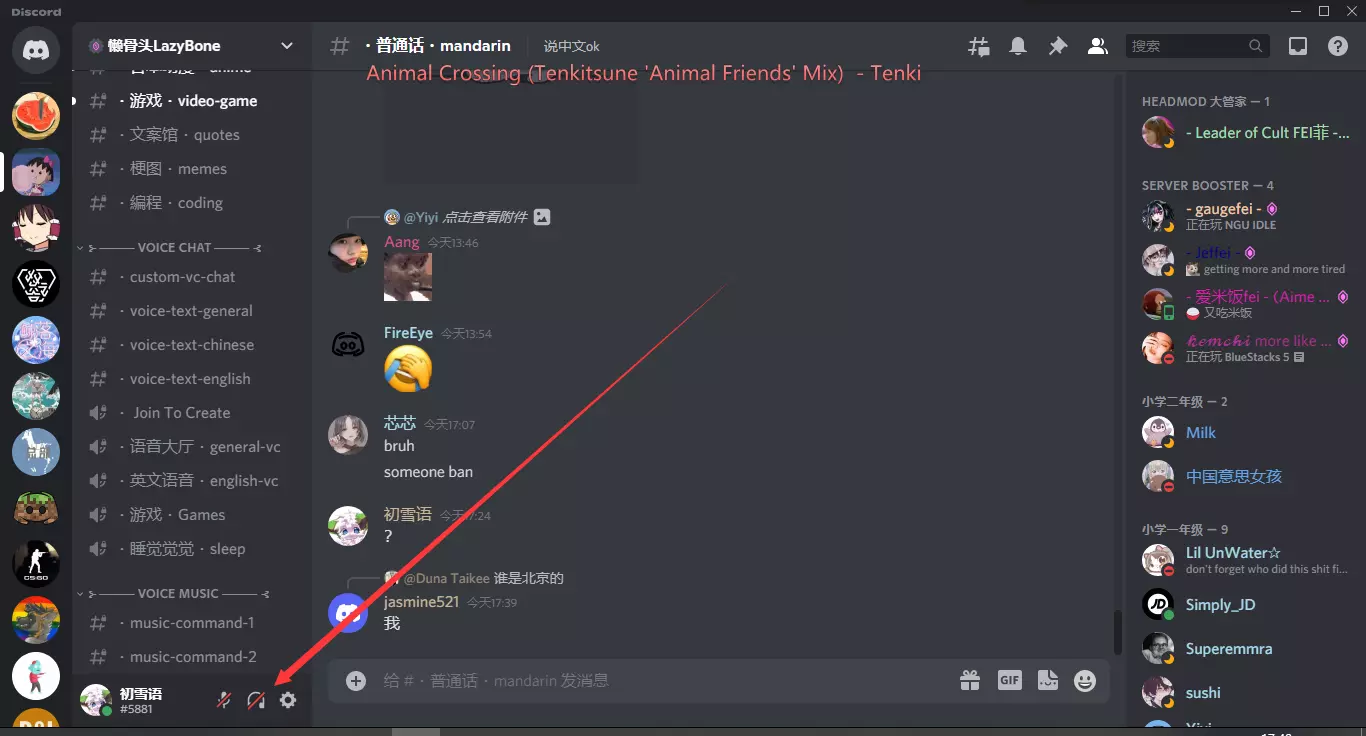 Discord
懒骨头LazyBone
· 游戏 · video-game
· 文案馆 · quotes
· 梗图 · memes
· 编程 · coding
VOICE CHAT
· custom-vc-chat
· voice-text-general
· voice-text-chinese
· voice-text-english
· Join To Create
· 语音大厅 · general-vc
· 英文语音 · english-vc
· 游戏 · Games
· 睡觉觉觉 · sleep
VOICE MUSIC
· music-command-1
· music-command-2
初雪语
#5881
CS:GO
· 普通话 · mandarin
说中文ok
搜索
Animal Crossing (Tenkitsune 'Animal Friends' Mix) - Tenki
@Yiyi 点击查看附件
Aang 今天13:46
FireEye 今天13:54
芯芯 今天17:07
bruh
someone ban
初雪语 今天17:24
?
@Duna Taikee 谁是北京的
jasmine521 今天17:39
我
给 # · 普通话 · mandarin 发消息
GIF
HEADMOD 大管家 — 1
- Leader of Cult FEI菲 -...
SERVER BOOSTER — 4
- gaugefei -
正在玩 NGU IDLE
- Jeffei -
getting more and more tired
- 爱米饭fei - (Aime ...
又吃米饭
𝓴𝓮𝓶𝓬𝓱𝓲 more like ...
正在玩 BlueStacks 5
小学二年级 — 2
Milk
中国意思女孩
小学一年级 — 9
Lil UnWater☆
don't forget who did this shit fi...
JD
Simply_JD
Superemmra
sushi